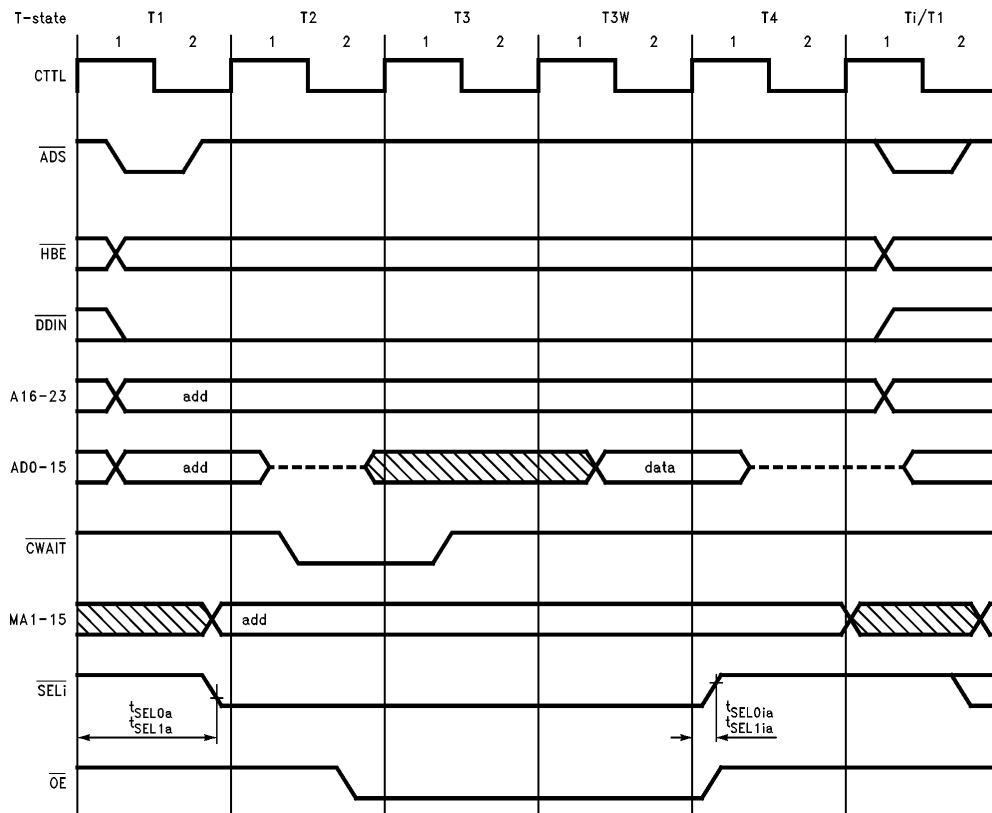 T-state T1 T2 T3 T3W T4 Ti/T1
1 2 1 2 1 2 1 2 1 2 1 2
CTTL
ADS
HBE
DDIN
A16-23 add
AD0-15 add data
CWAIT
MA1-15 add
SELi
tSEL0a tSEL0ia
tSEL1a tSEL1ia
OE